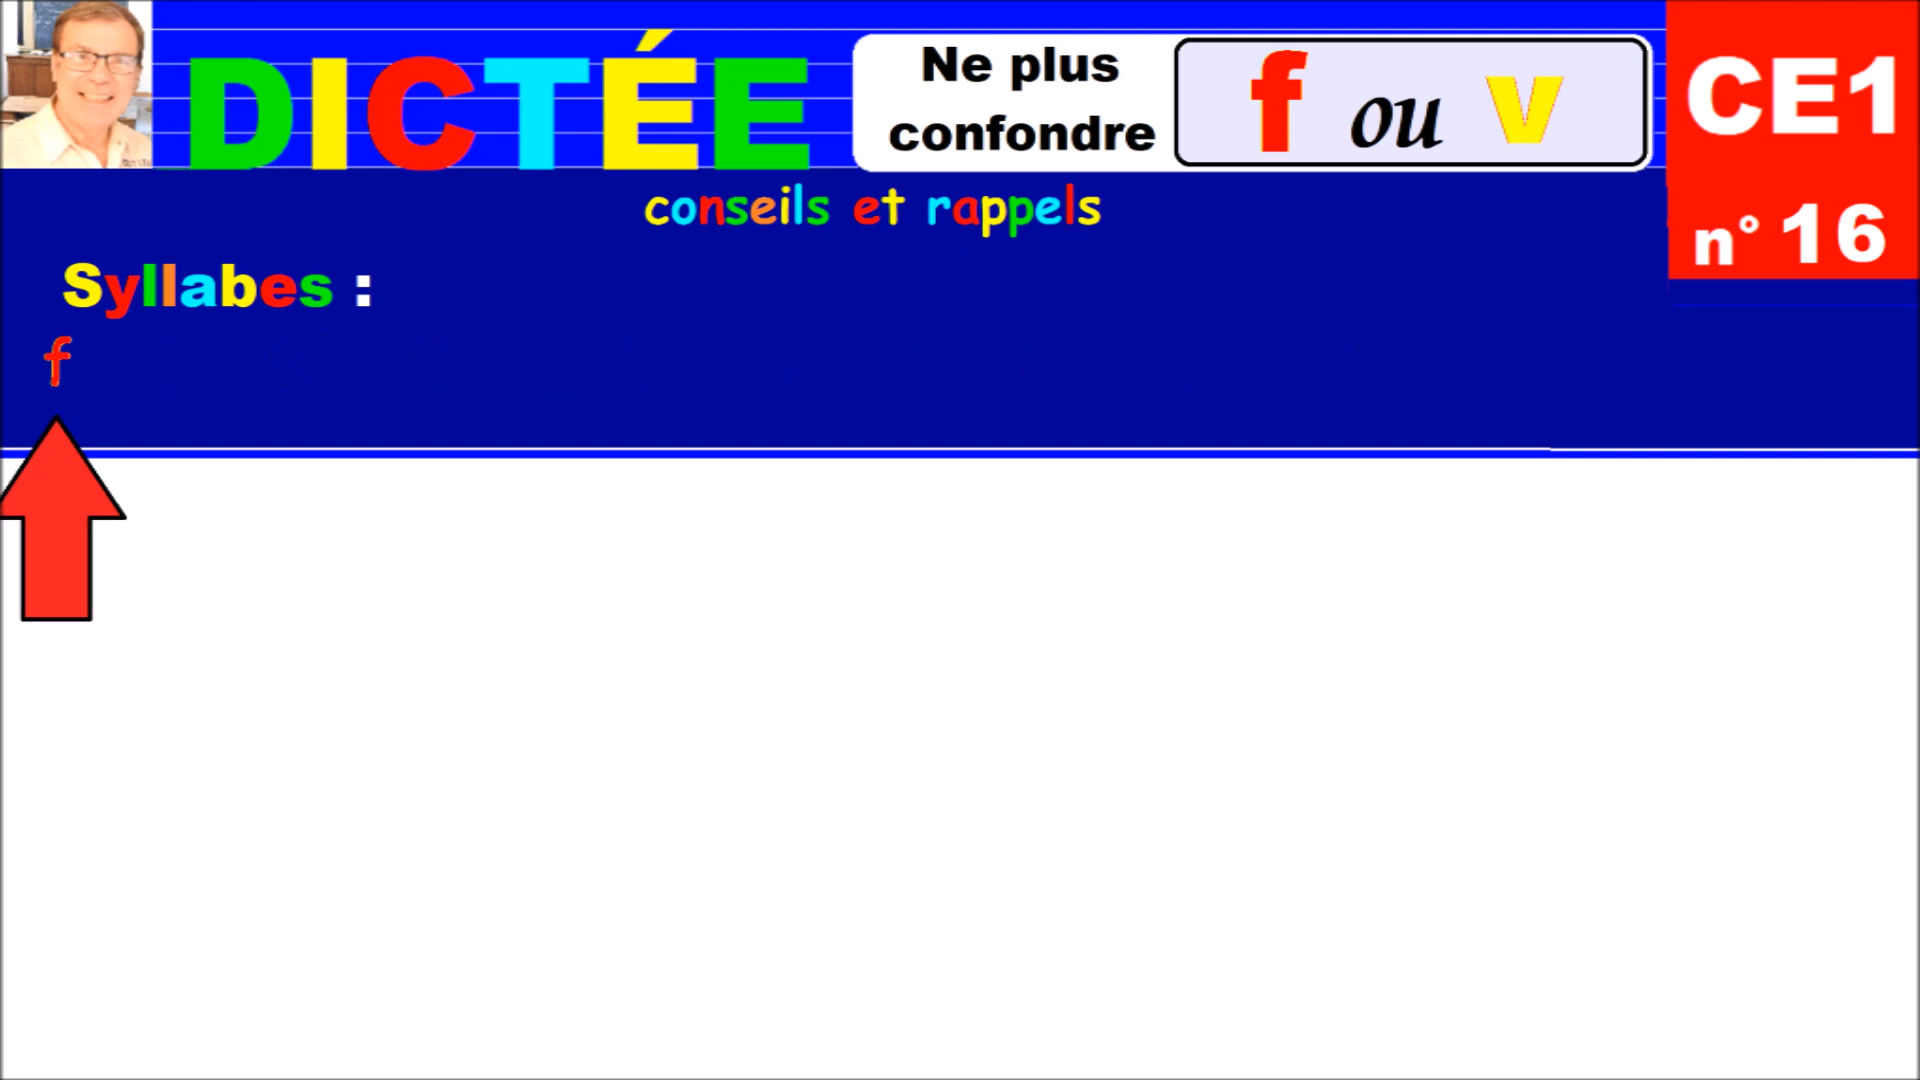 DICTÉE
Ne plus
confondre
f ou v
CE1
n° 16
conseils et rappels
Syllabes :
f